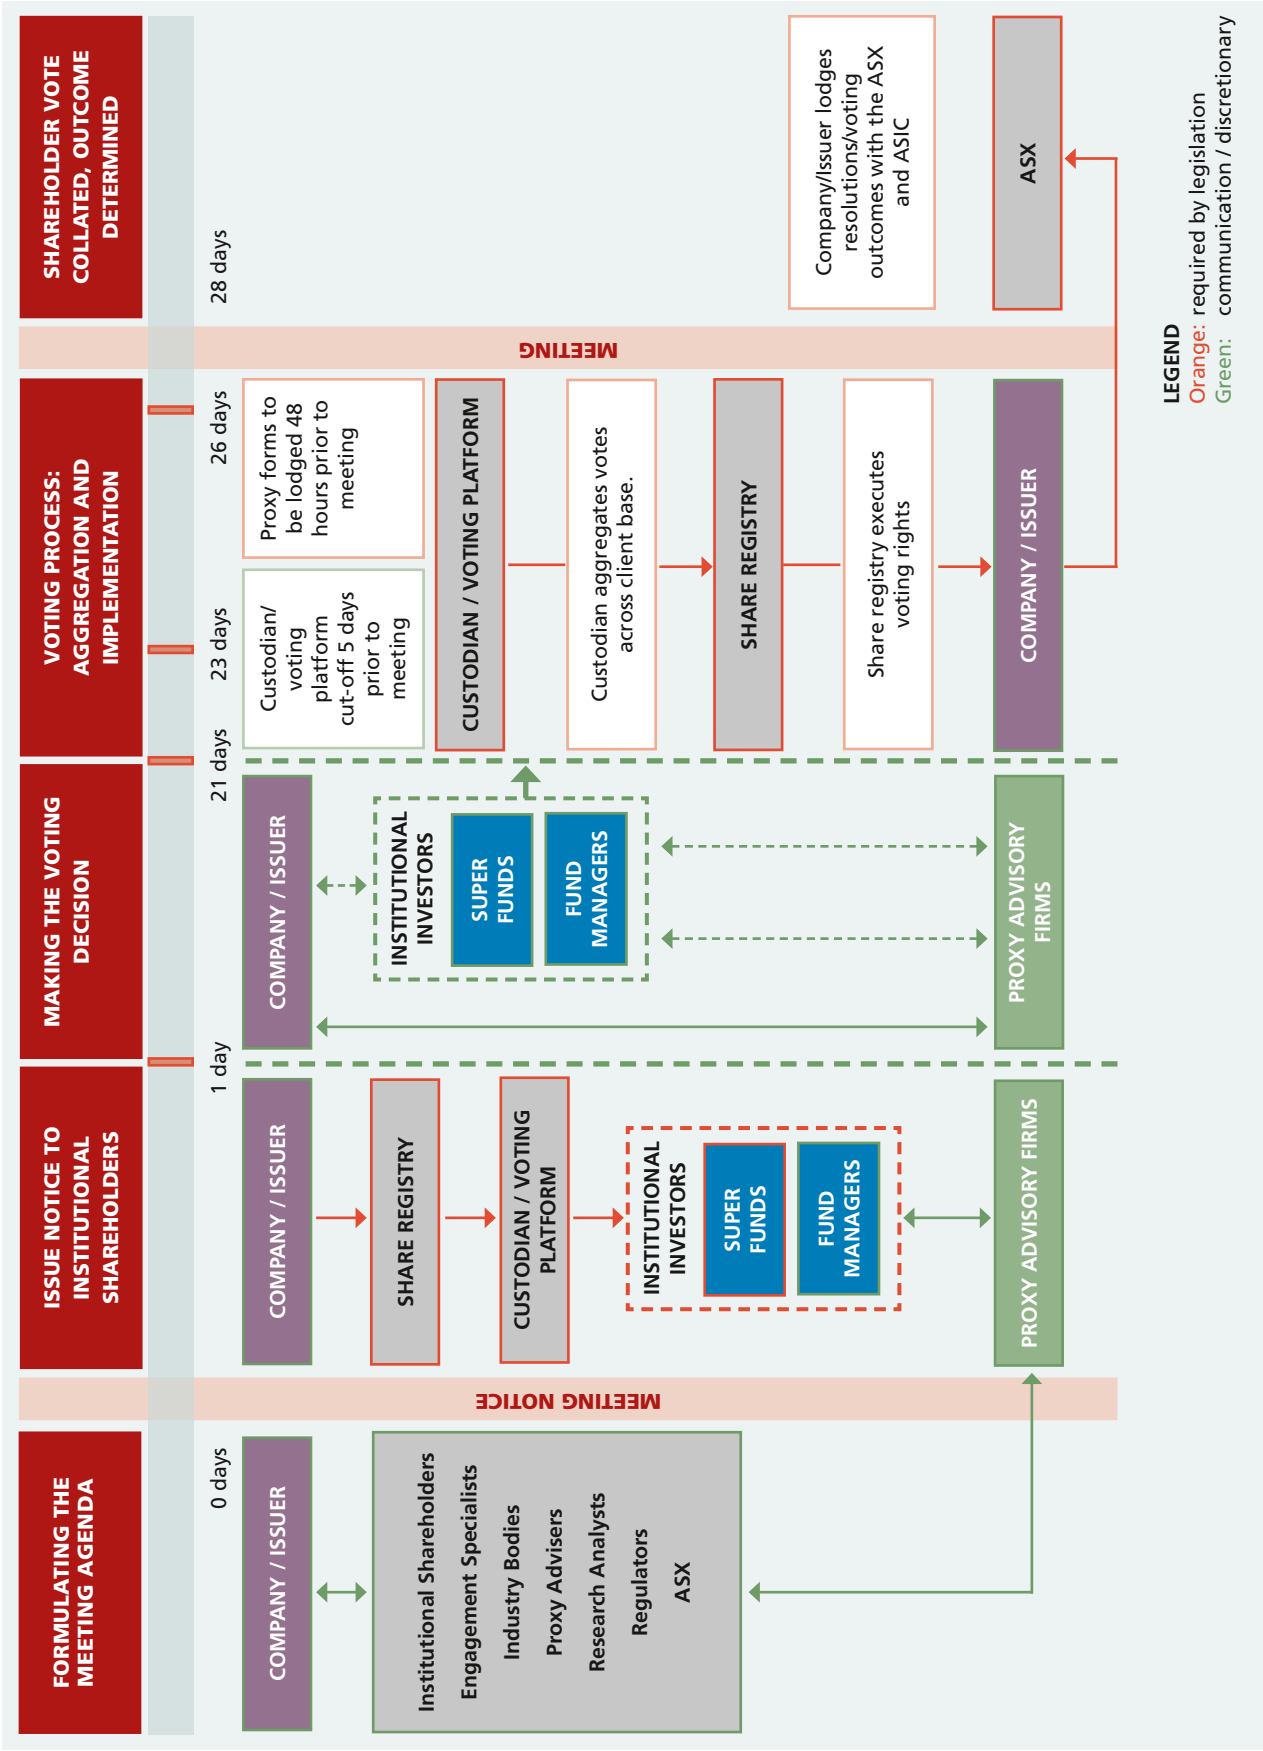 FORMULATING THE
MEETING AGENDA
0 days
COMPANY / ISSUER
Institutional Shareholders
Engagement Specialists
Industry Bodies
Proxy Advisers
Research Analysts
Regulators
ASX
MEETING NOTICE
ISSUE NOTICE TO
INSTITUTIONAL
SHAREHOLDERS
1 day
COMPANY / ISSUER
SHARE REGISTRY
CUSTODIAN / VOTING
PLATFORM
INSTITUTIONAL
INVESTORS
SUPER
FUNDS
FUND
MANAGERS
PROXY ADVISORY FIRMS
MAKING THE VOTING
DECISION
21 days
COMPANY / ISSUER
INSTITUTIONAL
INVESTORS
SUPER
FUNDS
FUND
MANAGERS
PROXY ADVISORY
FIRMS
VOTING PROCESS:
AGGREGATION AND
IMPLEMENTATION
23 days
26 days
Custodian/
voting
platform
cut-off 5 days
prior to
meeting
Proxy forms to
be lodged 48
hours prior to
meeting
CUSTODIAN / VOTING PLATFORM
Custodian aggregates votes
across client base.
SHARE REGISTRY
Share registry executes
voting rights
COMPANY / ISSUER
MEETING
SHAREHOLDER VOTE
COLLATED, OUTCOME
DETERMINED
28 days
Company/Issuer lodges
resolutions/voting
outcomes with the ASX
and ASIC
ASX
LEGEND
Orange: required by legislation
Green: communication / discretionary